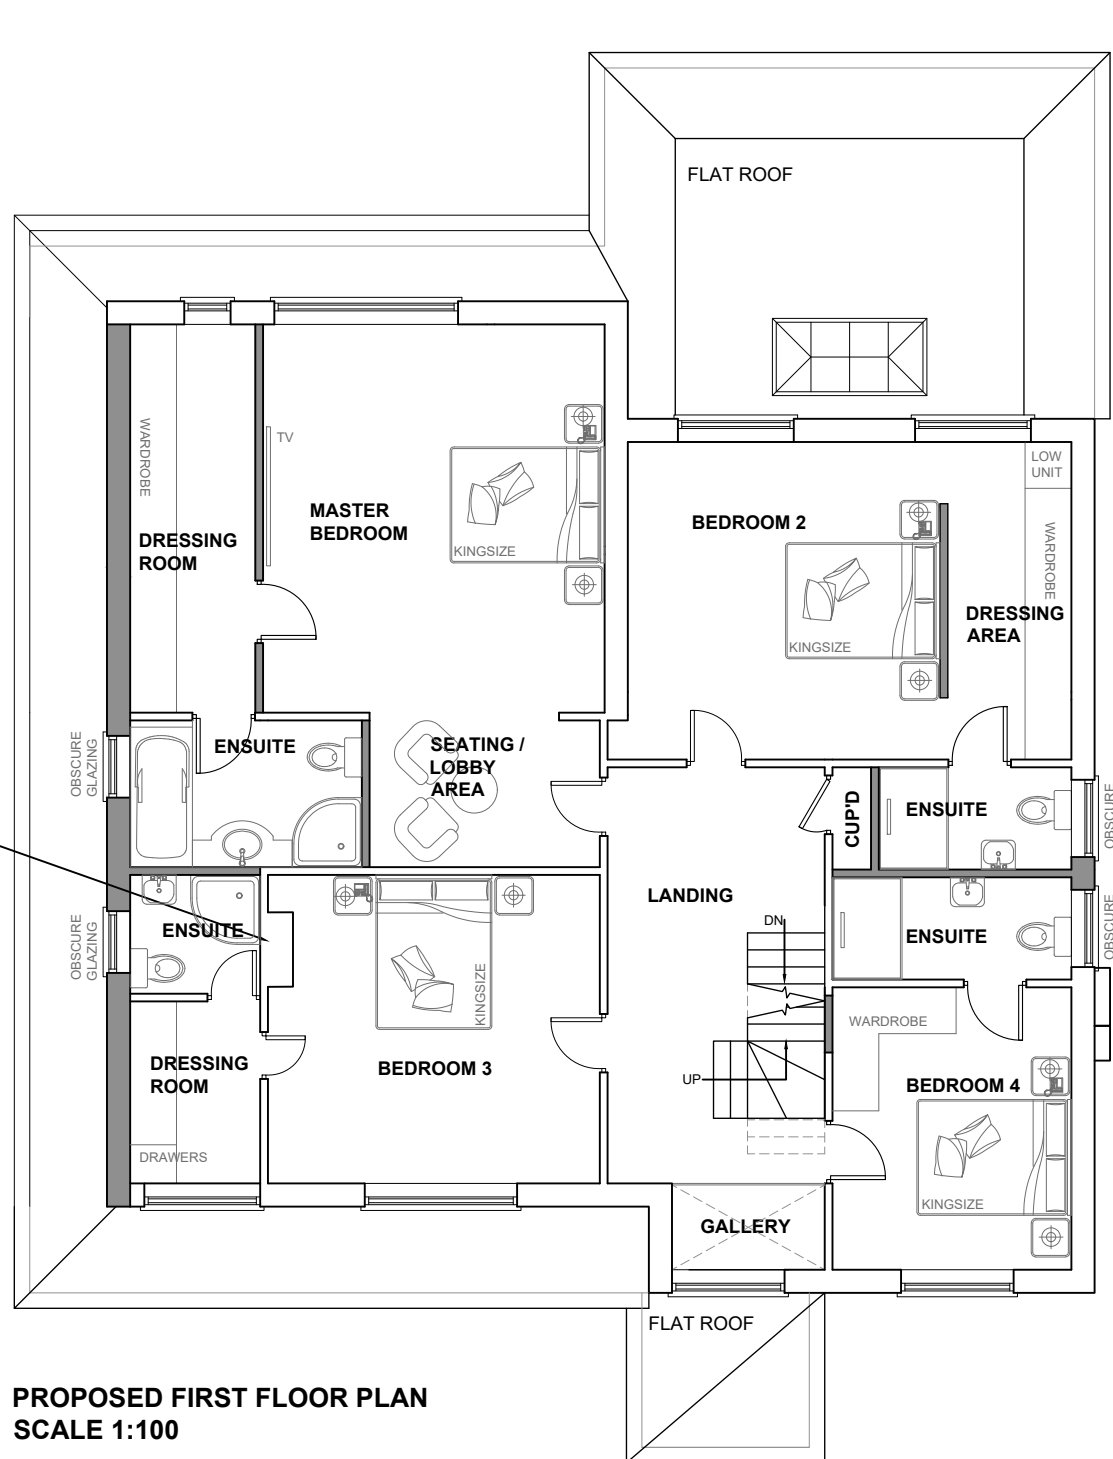 FLAT ROOF
WARDROBE
TV
MASTER
BEDROOM
KINGSIZE
DRESSING
ROOM
BEDROOM 2
LOW
UNIT
WARDROBE
KINGSIZE
DRESSING
AREA
OBSCURE
GLAZING
ENSUITE
SEATING /
LOBBY
AREA
CUP'D
ENSUITE
OBSCURE
OBSCURE
GLAZING
ENSUITE
LANDING
DN
ENSUITE
OBSCURE
KINGSIZE
WARDROBE
DRESSING
ROOM
BEDROOM 3
UP
BEDROOM 4
DRAWERS
KINGSIZE
GALLERY
FLAT ROOF
PROPOSED FIRST FLOOR PLAN
SCALE 1:100